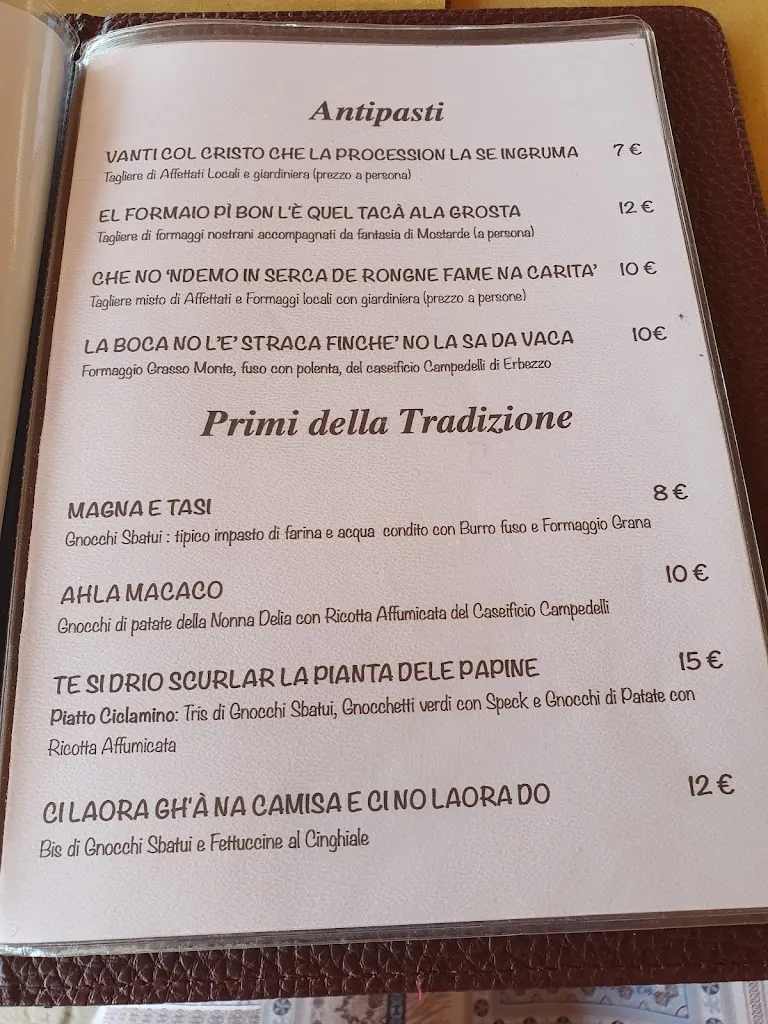 Antipasti
VANTI COL CRISTO CHE LA PROCESSION LA SE INGRUMA 7 €
Tagliere di Affettati Locali e giardiniera (prezzo a persona)
EL FORMAIO PÌ BON L'È QUEL TACÀ ALA GROSTA 12 €
Tagliere di formaggi nostrani accompagnati da fantasia di Mostarde (a persona)
CHE NO 'NDEMO IN SERCA DE RONGNE FAME NA CARITA' 10 €
Tagliere misto di Affettati e Formaggi locali con giardiniera (prezzo a persone)
LA BOCA NO L'E' STRACA FINCHE' NO LA SA DA VACA 10€
Formaggio Grasso Monte, fuso con polenta, del caseificio Campedelli di Erbezzo
Primi della Tradizione
MAGNA E TASI 8 €
Gnocchi Sbatui : tipico impasto di farina e acqua condito con Burro fuso e Formaggio Grana
AHLA MACACO 10 €
Gnocchi di patate della Nonna Delia con Ricotta Affumicata del Caseificio Campedelli
TE SI DRIO SCURLAR LA PIANTA DELE PAPINE 15 €
Piatto Ciclamino: Tris di Gnocchi Sbatui, Gnocchetti verdi con Speck e Gnocchi di Patate con
Ricotta Affumicata
CI LAORA GH'À NA CAMISA E CI NO LAORA DO 12 €
Bis di Gnocchi Sbatui e Fettuccine al Cinghiale